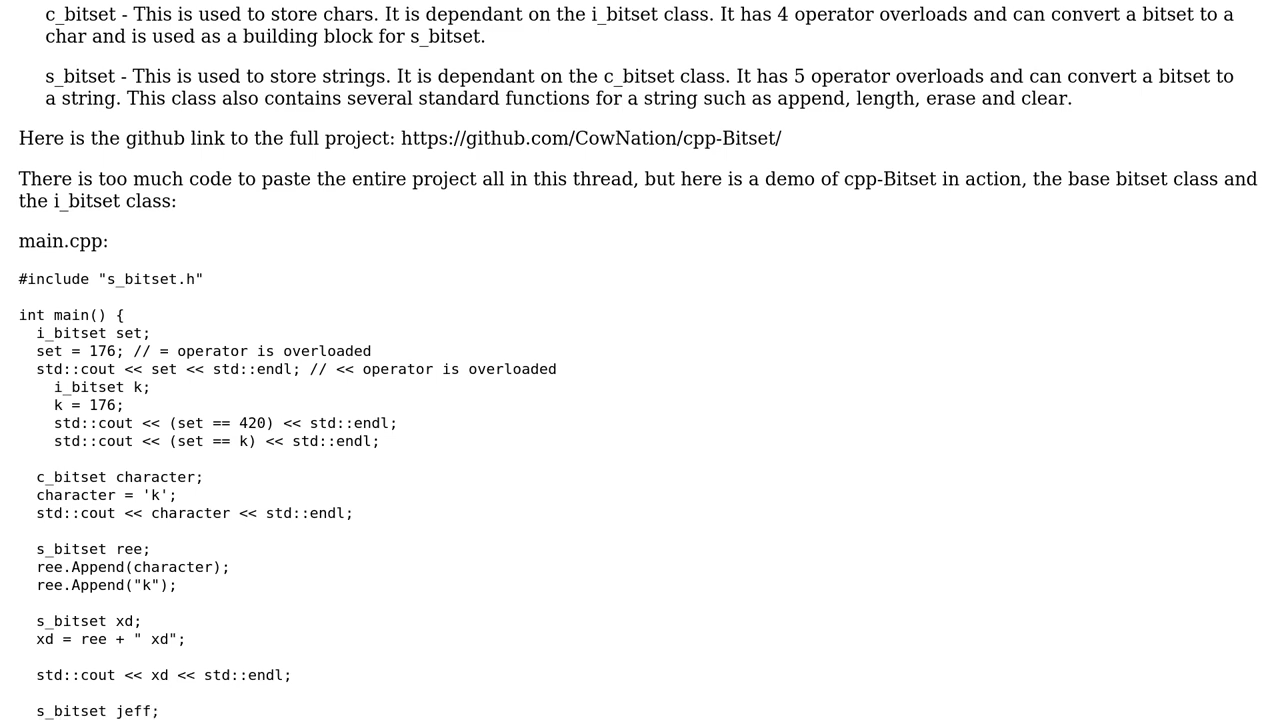 c_bitset - This is used to store chars. It is dependant on the i_bitset class. It has 4 operator overloads and can convert a bitset to a
char and is used as a building block for s_bitset.
s_bitset - This is used to store strings. It is dependant on the c_bitset class. It has 5 operator overloads and can convert a bitset to
a string. This class also contains several standard functions for a string such as append, length, erase and clear.
Here is the github link to the full project: https://github.com/CowNation/cpp-Bitset/
There is too much code to paste the entire project all in this thread, but here is a demo of cpp-Bitset in action, the base bitset class and
the i_bitset class:
main.cpp:
#include "s_bitset.h"
int main() {
  i_bitset set;
  set = 176; // = operator is overloaded
  std::cout << set << std::endl; // << operator is overloaded
    i_bitset k;
    k = 176;
    std::cout << (set == 420) << std::endl;
    std::cout << (set == k) << std::endl;
  c_bitset character;
  character = 'k';
  std::cout << character << std::endl;
  s_bitset ree;
  ree.Append(character);
  ree.Append("k");
  s_bitset xd;
  xd = ree + " xd";
  std::cout << xd << std::endl;
  s_bitset jeff;